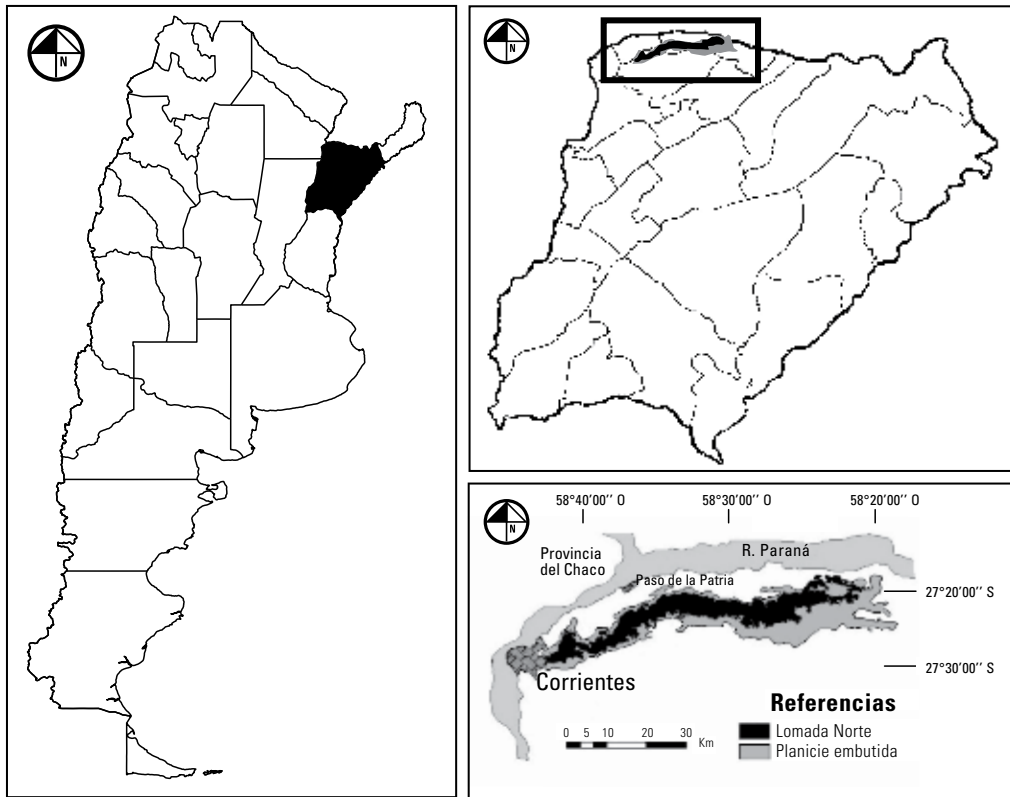 N
N
N
58°40'00'' O
58°30'00'' O
58°20'00'' O
Provincia
del Chaco
R. Paraná
Paso de la Patria
27°20'00'' S
27°30'00'' S
Corrientes
Referencias
Lomada Norte
Planicie embutida
0 5 10 20 30
Km